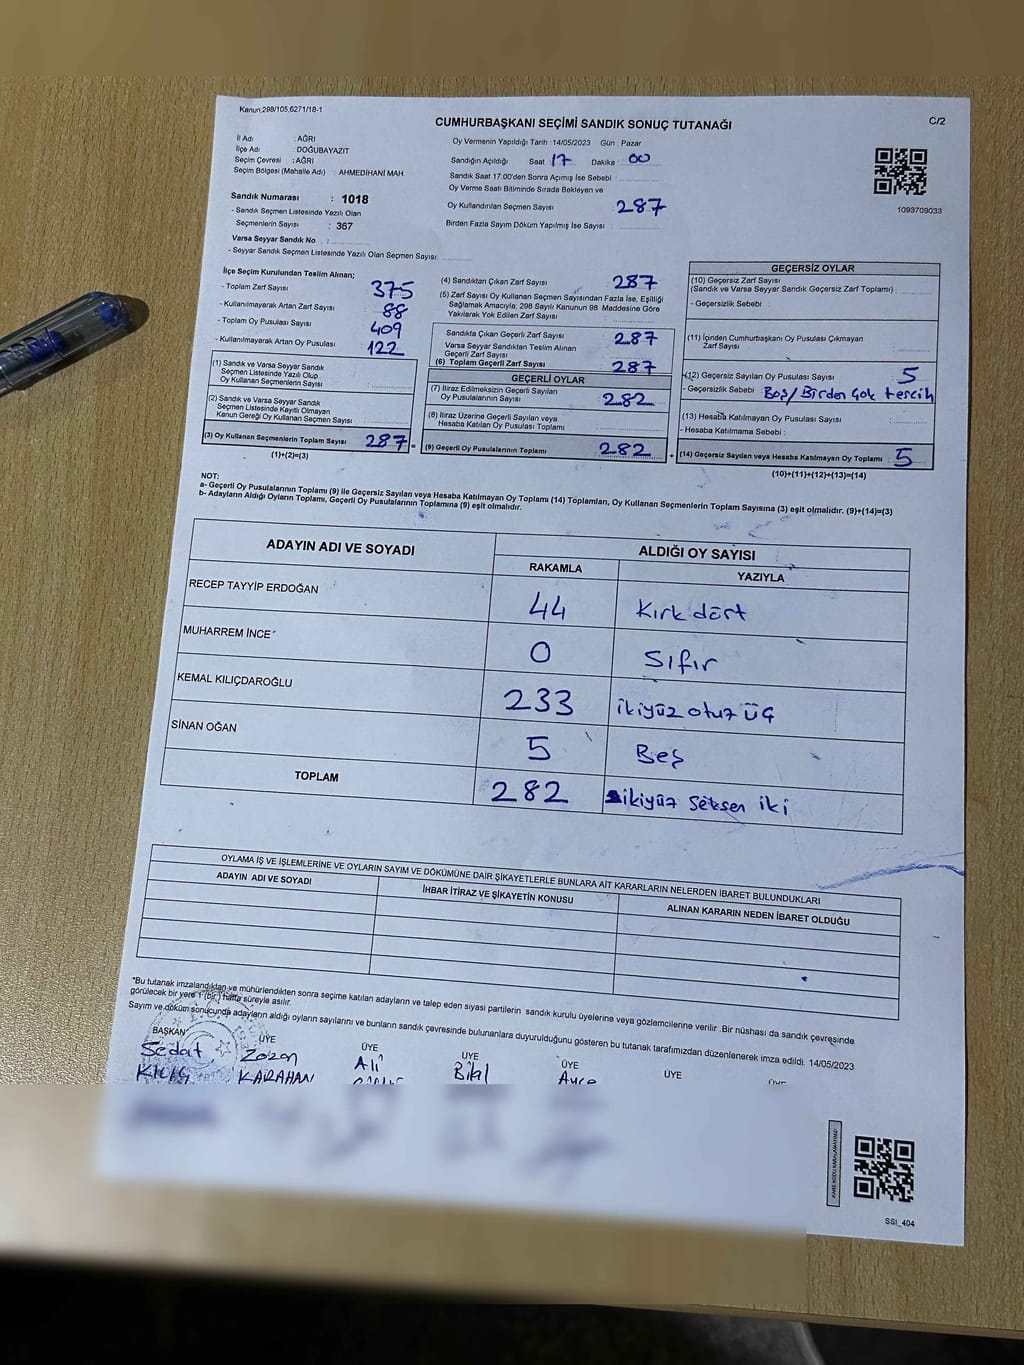 Kanun 298/105,6271/18-1
CUMHURBAŞKANI SEÇİMİ SANDIK SONUÇ TUTANAĞI
C/2
İl Adı : AĞRI
İlçe Adı DOĞUBAYAZIT
Seçim Çevresi : AĞRI
Seçim Bölgesi (Mahalle Adı) : AHMEDİHANİ MAH.
Oy Vermenin Yapıldığı Tarih : 14/05/2023 Gün : Pazar
Sandığın Açıldığı Saat 17 Dakika : 00
Sandık Saat 17.00'den Sonra Açımış İse Sebebi :
Oy Verme Saati Bitiminde Sırada Bekleyen ve
Oy Kullandırılan Seçmen Sayısı 287
Birden Fazla Sayım Döküm Yapılmış İse Sayısı :
1093709033
Sandık Numarası : 1018
- Sandık Seçmen Listesinde Yazılı Olan
Seçmenlerin Sayısı : 367
Varsa Seyyar Sandık No :
- Seyyar Sandık Seçmen Listesinde Yazılı Olan Seçmen Sayısı:
İlçe Seçim Kurulundan Teslim Alınan;
- Toplam Zarf Sayısı : 375
- Kullanılmayarak Artan Zarf Sayısı : 88
- Toplam Oy Pusulası Sayısı : 409
- Kullanılmayarak Artan Oy Pusulası : 122
(1) Sandık ve Varsa Seyyar Sandık
Seçmen Listesinde Yazılı Olup
Oy Kullanan Seçmenlerin Sayısı :
(2) Sandık ve Varsa Seyyar Sandık
Seçmen Listesinde Kayıtlı Olmayan
Kanun Gereği Oy Kullanan Seçmen Sayısı :
(3) Oy Kullanan Seçmenlerin Toplam Sayısı 287 =
(1)+(2)=(3)
(4) Sandıktan Çıkan Zarf Sayısı : 287
(5) Zarf Sayısı Oy Kullanan Seçmen Sayısından Fazla İse, Eşitliği
Sağlamak Amacıyla; 298 Sayılı Kanunun 98. Maddesine Göre
Yakılarak Yok Edilen Zarf Sayısı :
Sandıkta Çıkan Geçerli Zarf Sayısı : 287
Varsa Seyyar Sandıktan Teslim Alınan
Geçerli Zarf Sayısı :
(6) Toplam Geçerli Zarf Sayısı : 287
GEÇERLİ OYLAR
(7) İtiraz Edilmeksizin Geçerli Sayılan
Oy Pusulalarının Sayısı : 282
(8) İtiraz Üzerine Geçerli Sayılan veya
Hesaba Katılan Oy Pusulası Toplamı :
(9) Geçerli Oy Pusulalarının Toplamı : 282 +
GEÇERSİZ OYLAR
(10) Geçersiz Zarf Sayısı
(Sandık ve Varsa Seyyar Sandık Geçersiz Zarf Toplamı) :
- Geçersizlik Sebebi :
(11) İçinden Cumhurbaşkanı Oy Pusulası Çıkmayan
Zarf Sayısı :
(12) Geçersiz Sayılan Oy Pusulası Sayısı : 5
- Geçersizlik Sebebi : Boş/Birden Çok tercih
(13) Hesaba Katılmayan Oy Pusulası Sayısı :
- Hesaba Katılmama Sebebi :
(14) Geçersiz Sayılan veya Hesaba Katılmayan Oy Toplamı : 5
(10)+(11)+(12)+(13)=(14)
NOT:
a- Geçerli Oy Pusulalarının Toplamı (9) ile Geçersiz Sayılan veya Hesaba Katılmayan Oy Toplamı (14) Toplamları, Oy Kullanan Seçmenlerin Toplam Sayısına (3) eşit olmalıdır. (9)+(14)=(3)
b- Adayların Aldığı Oyların Toplamı, Geçerli Oy Pusulalarının Toplamına (9) eşit olmalıdır.
ADAYIN ADI VE SOYADI
ALDIĞI OY SAYISI
RAKAMLA YAZIYLA
RECEP TAYYİP ERDOĞAN 44 Kırk dört
MUHARREM İNCE 0 Sıfır
KEMAL KILIÇDAROĞLU 233 ikiyüz otuz üç
SİNAN OĞAN 5 Beş
TOPLAM 282 ikiyüz seksen iki
OYLAMA İŞ VE İŞLEMLERİNE VE OYLARIN SAYIM VE DÖKÜMÜNE DAİR ŞİKAYETLERLE BUNLARA AİT KARARLARIN NELERDEN İBARET BULUNDUKLARI
ADAYIN ADI VE SOYADI İHBAR İTİRAZ VE ŞİKAYETİN KONUSU ALINAN KARARIN NEDEN İBARET OLDUĞU
*Bu tutanak imzalandıktan ve mühürlendikten sonra seçime katılan adayların ve talep eden siyasi partilerin sandık kurulu üyelerine veya gözlemcilerine verilir. Bir nüshası da sandık çevresinde
görülecek bir yere 1 (bir) hafta süreyle asılır.
Sayım ve döküm sonucunda adayların aldığı oyların sayılarını ve bunların sandık çevresinde bulunanlara duyurulduğunu gösteren bu tutanak tarafımızdan düzenlenerek imza edildi. 14/05/2023
BAŞKAN ÜYE ÜYE ÜYE ÜYE ÜYE ÜYE
Sedat Zozan Ali Bilal Ayşe
KILIÇ KARAHAN
SSI_404